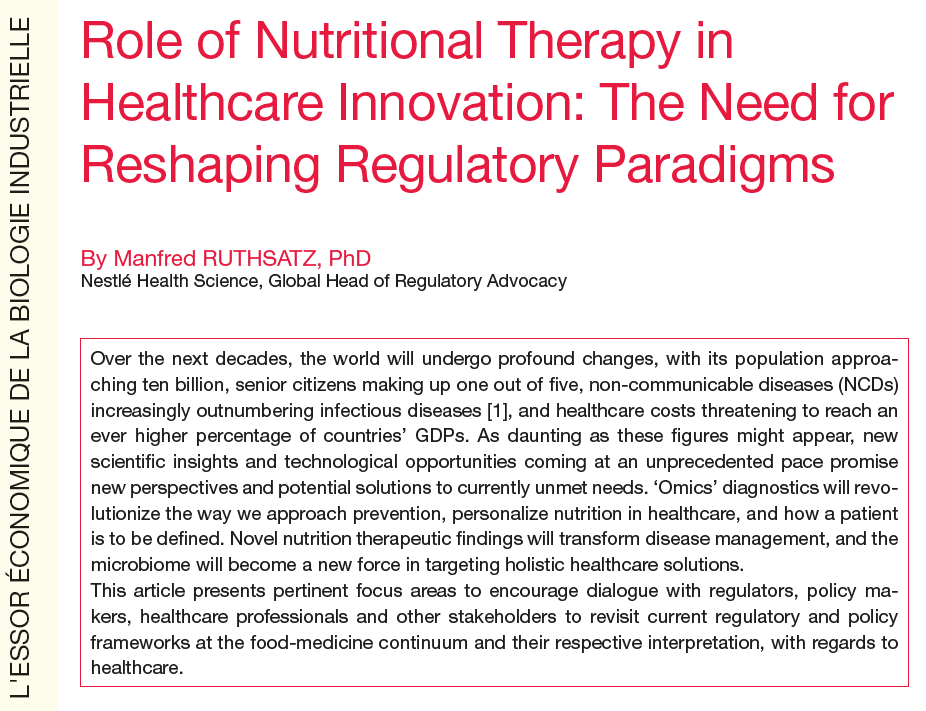 L'ESSOR ÉCONOMIQUE DE LA BIOLOGIE INDUSTRIELLE
Role of Nutritional Therapy in
Healthcare Innovation: The Need for
Reshaping Regulatory Paradigms
By Manfred RUTHSATZ, PhD
Nestlé Health Science, Global Head of Regulatory Advocacy
Over the next decades, the world will undergo profound changes, with its population approa-
ching ten billion, senior citizens making up one out of five, non-communicable diseases (NCDs)
increasingly outnumbering infectious diseases [1], and healthcare costs threatening to reach an
ever higher percentage of countries’ GDPs. As daunting as these figures might appear, new
scientific insights and technological opportunities coming at an unprecedented pace promise
new perspectives and potential solutions to currently unmet needs. ‘Omics’ diagnostics will revo-
lutionize the way we approach prevention, personalize nutrition in healthcare, and how a patient
is to be defined. Novel nutrition therapeutic findings will transform disease management, and the
microbiome will become a new force in targeting holistic healthcare solutions.
This article presents pertinent focus areas to encourage dialogue with regulators, policy ma-
kers, healthcare professionals and other stakeholders to revisit current regulatory and policy
frameworks at the food-medicine continuum and their respective interpretation, with regards to
healthcare.